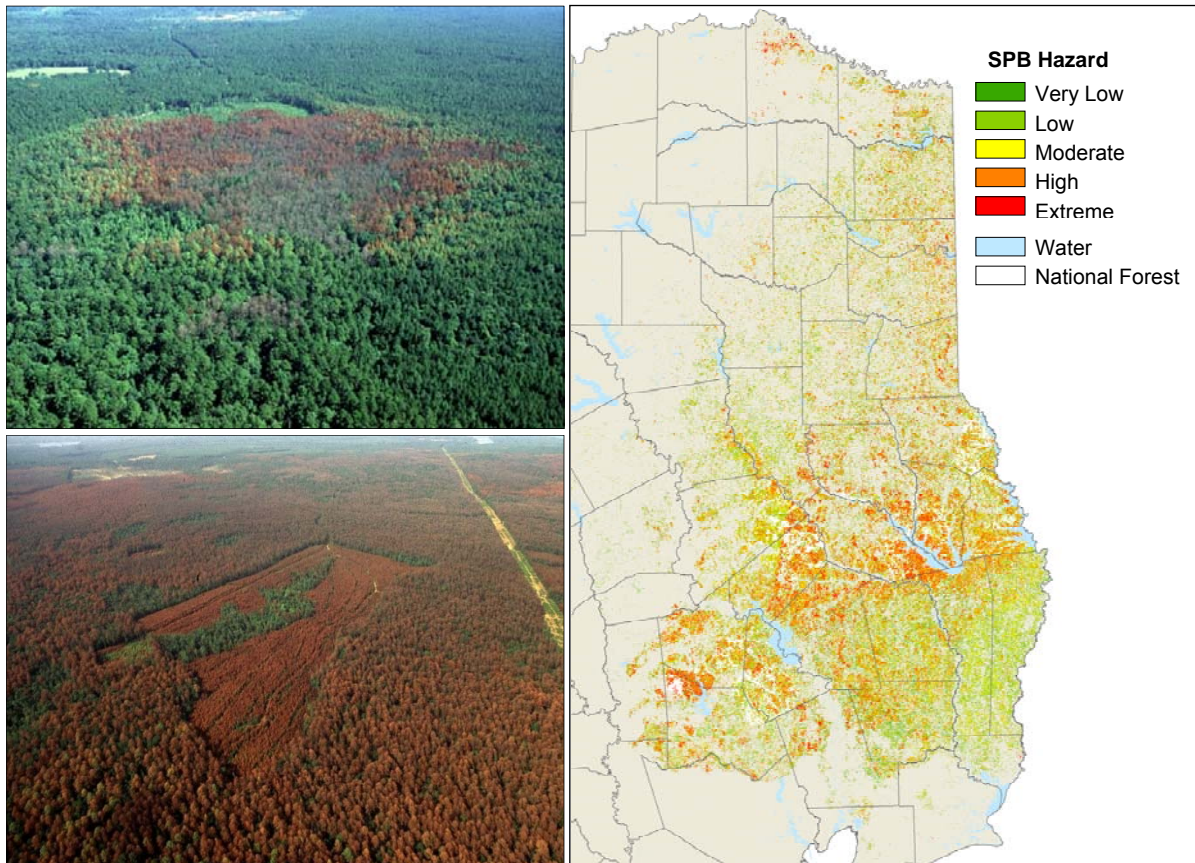 SPB Hazard
Very Low
Low
Moderate
High
Extreme
Water
National Forest